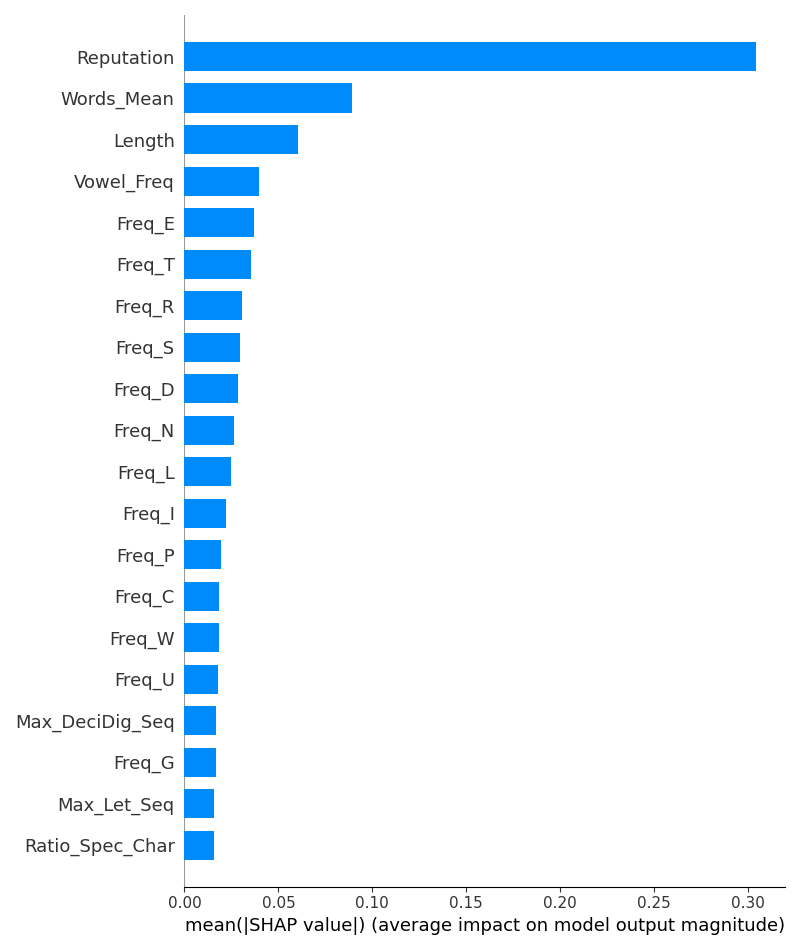 Reputation
Words_Mean
Length
Vowel_Freq
Freq_E
Freq_T
Freq_R
Freq_S
Freq_D
Freq_N
Freq_L
Freq_I
Freq_P
Freq_C
Freq_W
Freq_U
Max_DeciDig_Seq
Freq_G
Max_Let_Seq
Ratio_Spec_Char
0.00 0.05 0.10 0.15 0.20 0.25 0.30
mean(|SHAP value|) (average impact on model output magnitude)